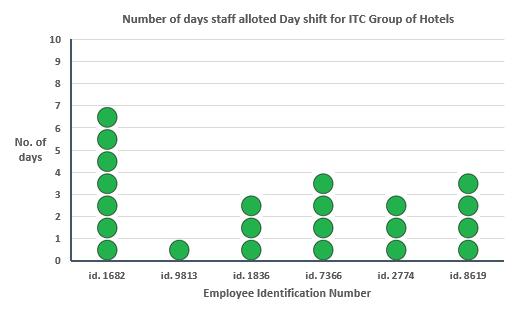 Number of days staff alloted Day shift for ITC Group of Hotels
10
9
8
7
6
5
4
3
2
1
0
No. of
days
id. 1682 id. 9813 id. 1836 id. 7366 id. 2774 id. 8619
Employee Identification Number